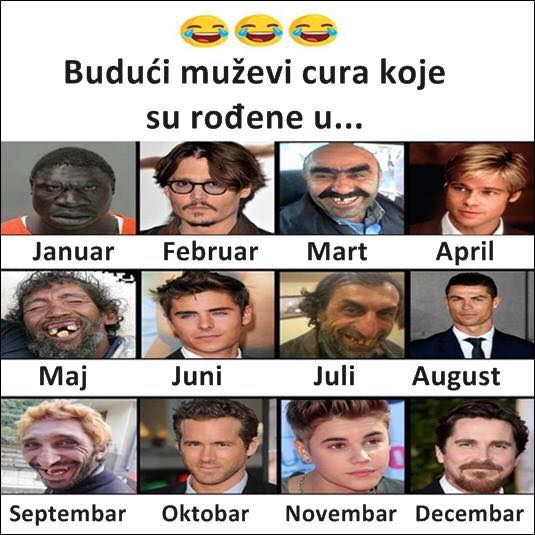 Budući muževi cura koje
su rođene u...
Januar Februar Mart April
Maj Juni Juli August
Septembar Oktobar Novembar Decembar